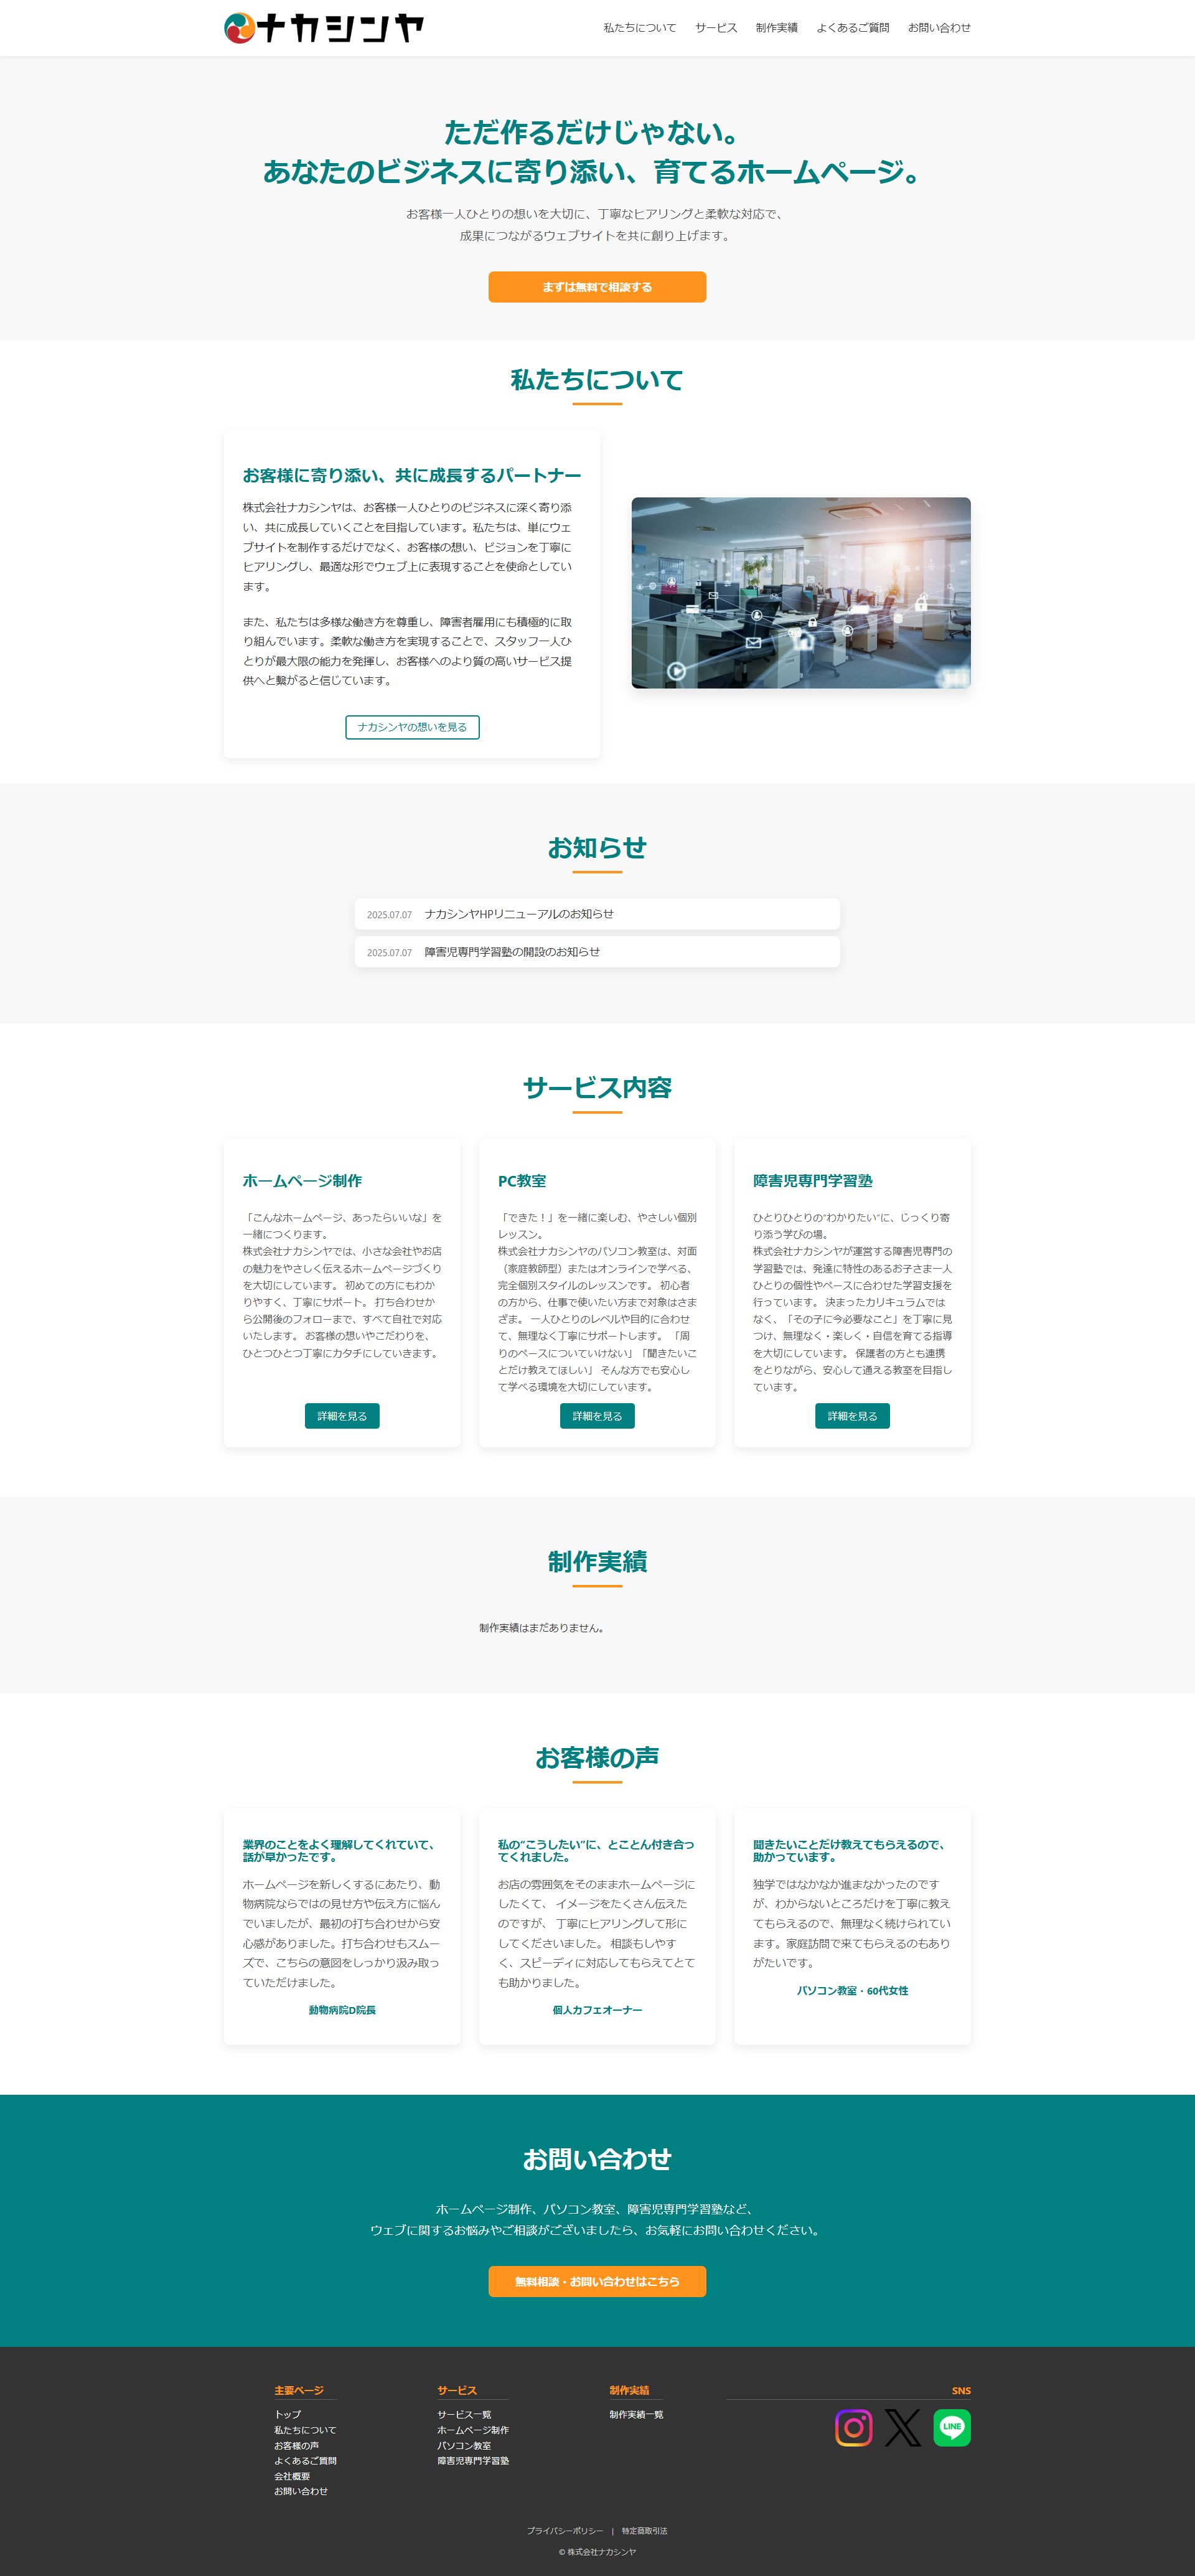 ナカシンヤ
私たちについて サービス 制作実績 よくあるご質問 お問い合わせ
ただ作るだけじゃない。
あなたのビジネスに寄り添い、育てるホームページ。
お客様一人ひとりの想いを大切に、丁寧なヒアリングと柔軟な対応で、
成果につながるウェブサイトを共に創り上げます。
まずは無料で相談する
私たちについて
お客様に寄り添い、共に成長するパートナー
株式会社ナカシンヤは、お客様一人ひとりのビジネスに深く寄り添
い、共に成長していくことを目指しています。私たちは、単にウェ
ブサイトを制作するだけでなく、お客様の想い、ビジョンを丁寧に
ヒアリングし、最適な形でウェブ上に表現することを使命としてい
ます。
また、私たちは多様な働き方を尊重し、障害者雇用にも積極的に取
り組んでいます。柔軟な働き方を実現することで、スタッフ一人ひ
とりが最大限の能力を発揮し、お客様へのより質の高いサービス提
供へと繋がると信じています。
ナカシンヤの想いを見る
お知らせ
2025.07.07 ナカシンヤHPリニューアルのお知らせ
2025.07.07 障害児専門学習塾の開設のお知らせ
サービス内容
ホームページ制作
「こんなホームページ、あったらいいな」を
一緒につくります。
株式会社ナカシンヤでは、小さな会社やお店
の魅力をやさしく伝えるホームページづくり
を大切にしています。 初めての方にもわか
りやすく、丁寧にサポート。 打ち合わせか
ら公開後のフォローまで、すべて自社で対応
いたします。 お客様の想いやこだわりを、
ひとつひとつ丁寧にカタチにしていきます。
詳細を見る
PC教室
「できた！」を一緒に楽しむ、やさしい個別
レッスン。
株式会社ナカシンヤのパソコン教室は、対面
（家庭教師型）またはオンラインで学べる、
完全個別スタイルのレッスンです。 初心者
の方から、仕事で使いたい方まで対象はさま
ざま。 一人ひとりのレベルや目的に合わせ
て、無理なく丁寧にサポートします。 「周
りのペースについていけない」「聞きたいこ
とだけ教えてほしい」 そんな方でも安心し
て学べる環境を大切にしています。
詳細を見る
障害児専門学習塾
ひとりひとりの“わかりたい”に、じっくり寄
り添う学びの場。
株式会社ナカシンヤが運営する障害児専門の
学習塾では、発達に特性のあるお子さま一人
ひとりの個性やペースに合わせた学習支援を
行っています。 決まったカリキュラムでは
なく、「その子に今必要なこと」を丁寧に見
つけ、無理なく・楽しく・自信を育てる指導
を大切にしています。 保護者の方とも連携
をとりながら、安心して通える教室を目指し
ています。
詳細を見る
制作実績
制作実績はまだありません。
お客様の声
業界のことをよく理解してくれていて、
話が早かったです。
ホームページを新しくするにあたり、動
物病院ならではの見せ方や伝え方に悩ん
でいましたが、最初の打ち合わせから安
心感がありました。打ち合わせもスムー
ズで、こちらの意図をしっかり汲み取っ
ていただけました。
動物病院D院長
私の“こうしたい”に、とことん付き合っ
てくれました。
お店の雰囲気をそのままホームページに
したくて、 イメージをたくさん伝えた
のですが、 丁寧にヒアリングして形に
してくださいました。 相談もしやす
く、スピーディに対応してもらえてとて
も助かりました。
個人カフェオーナー
聞きたいことだけ教えてもらえるので、
助かっています。
独学ではなかなか進まなかったのです
が、わからないところだけを丁寧に教え
てもらえるので、無理なく続けられてい
ます。家庭訪問で来てもらえるのもあり
がたいです。
パソコン教室・60代女性
お問い合わせ
ホームページ制作、パソコン教室、障害児専門学習塾など、
ウェブに関するお悩みやご相談がございましたら、お気軽にお問い合わせください。
無料相談・お問い合わせはこちら
主要ページ
トップ
私たちについて
お客様の声
よくあるご質問
会社概要
お問い合わせ
サービス
サービス一覧
ホームページ制作
パソコン教室
障害児専門学習塾
制作実績
制作実績一覧
SNS
LINE
プライバシーポリシー | 特定商取引法
© 株式会社ナカシンヤ